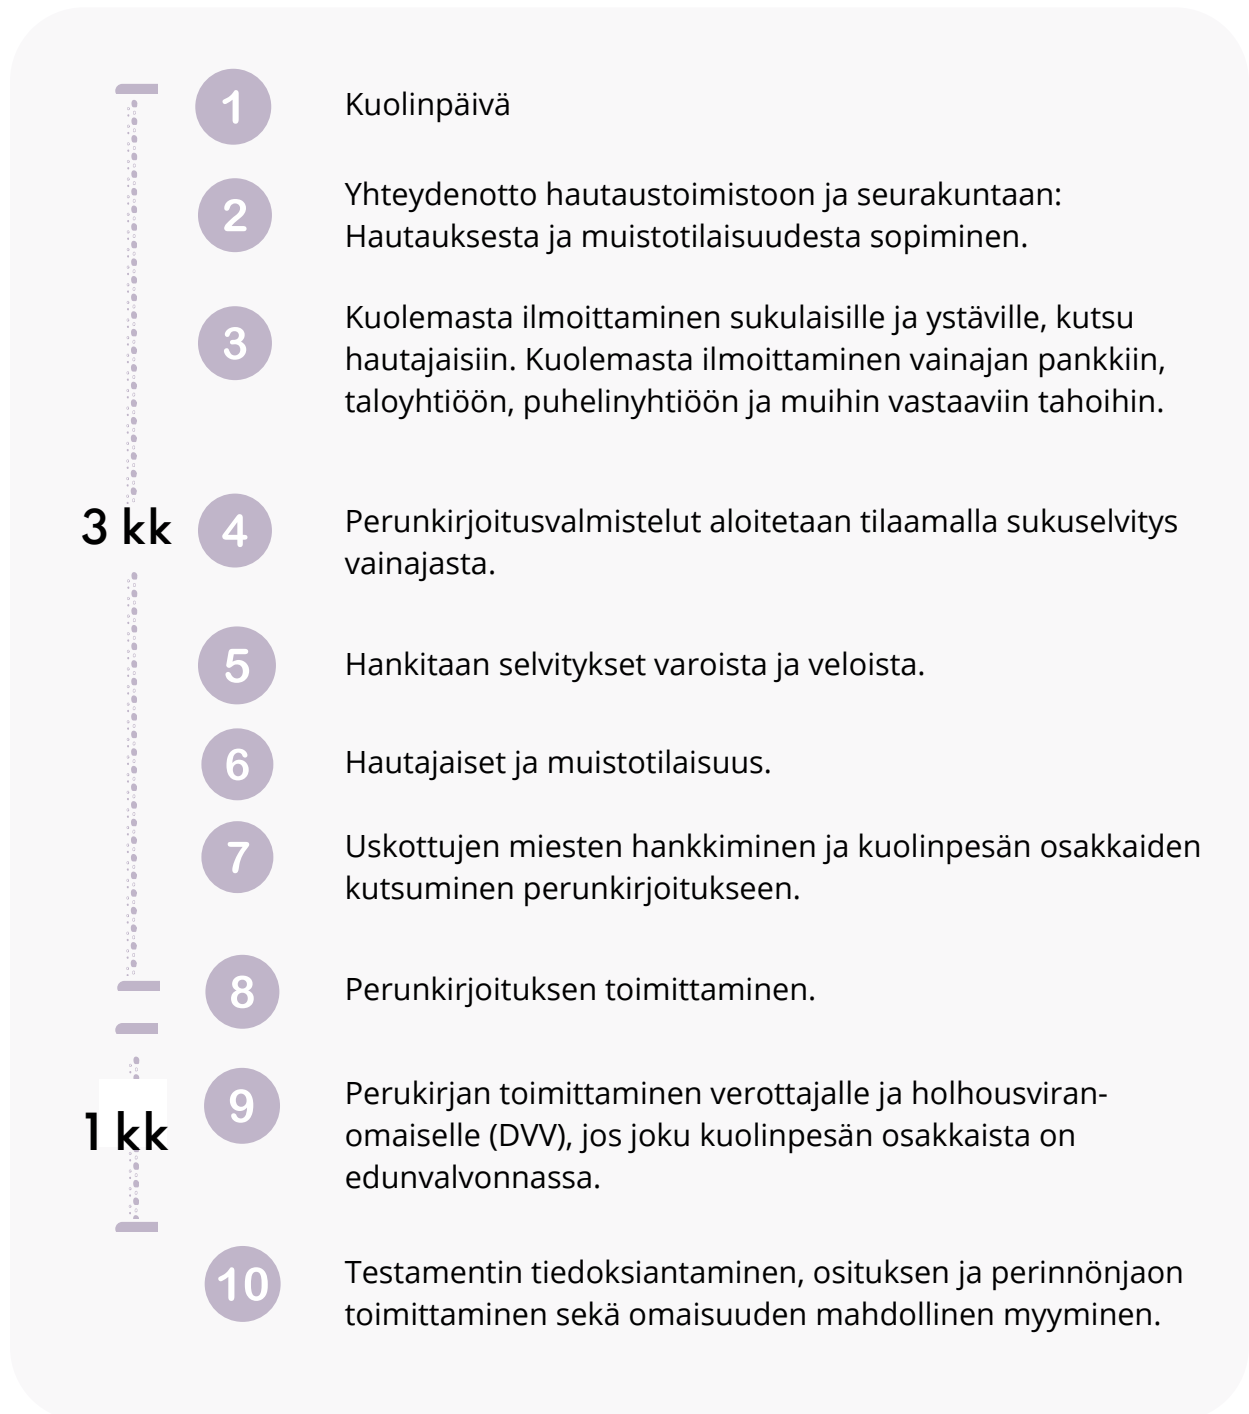 1 Kuolinpäivä
2 Yhteydenotto hautaustoimistoon ja seurakuntaan:
Hautauksesta ja muistotilaisuudesta sopiminen.
3 Kuolemasta ilmoittaminen sukulaisille ja ystäville, kutsu
hautajaisiin. Kuolemasta ilmoittaminen vainajan pankkiin,
taloyhtiöön, puhelinyhtiöön ja muihin vastaaviin tahoihin.
3 kk 4 Perunkirjoitusvalmistelut aloitetaan tilaamalla sukuselvitys
vainajasta.
5 Hankitaan selvitykset varoista ja veloista.
6 Hautajaiset ja muistotilaisuus.
7 Uskottujen miesten hankkiminen ja kuolinpesän osakkaiden
kutsuminen perunkirjoitukseen.
8 Perunkirjoituksen toimittaminen.
1 kk 9 Perukirjan toimittaminen verottajalle ja holhousviran-
omaiselle (DVV), jos joku kuolinpesän osakkaista on
edunvalvonnassa.
10 Testamentin tiedoksiantaminen, osituksen ja perinnönjaon
toimittaminen sekä omaisuuden mahdollinen myyminen.